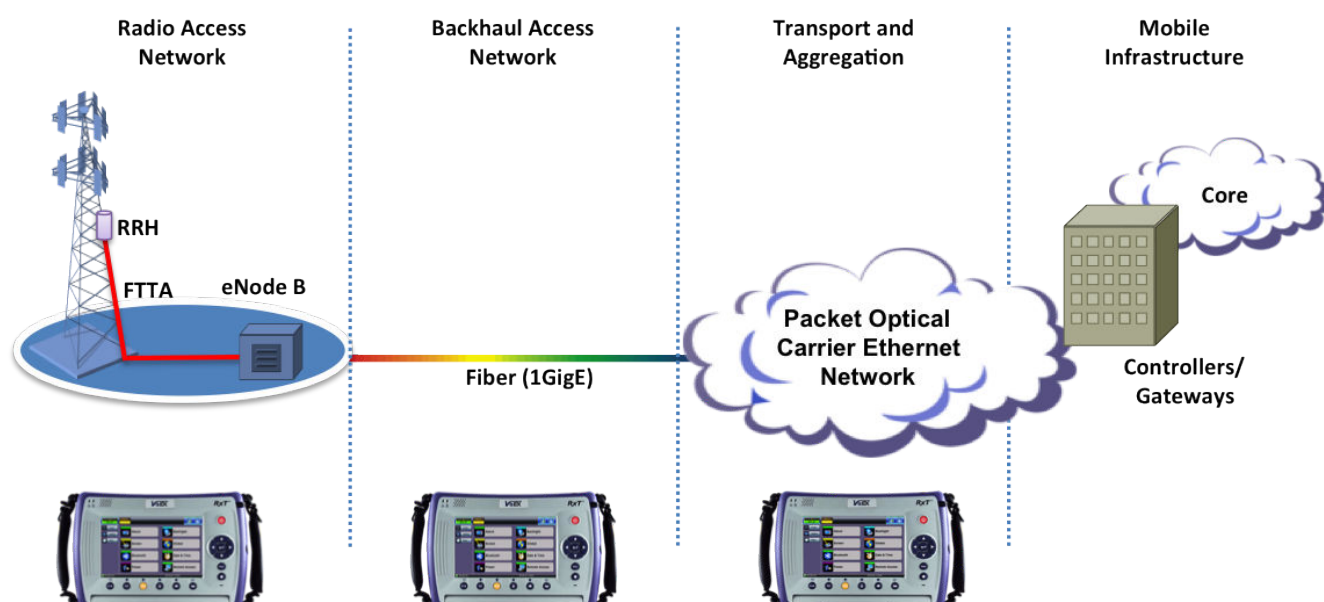 Radio Access
Network
Backhaul Access
Network
Transport and
Aggregation
Mobile
Infrastructure
Core
RRH
FTTA
eNode B
Packet Optical
Carrier Ethernet
Network
Fiber (1GigE)
Controllers/
Gateways
VeEX
RxT
VeEX
RxT
VeEX
RxT